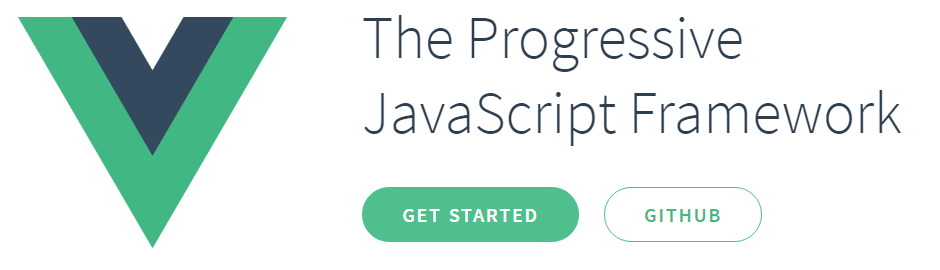 The Progressive
JavaScript Framework
GET STARTED
GITHUB